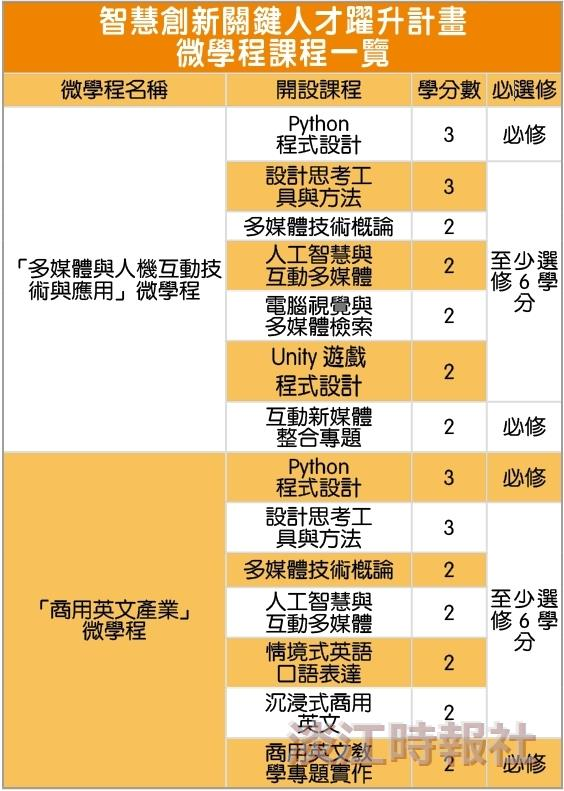 智慧創新關鍵人才躍升計畫
微學程課程一覽
微學程名稱 開設課程 學分數 必選修
「多媒體與人機互動技
術與應用」微學程
Python
程式設計
3
必修
設計思考工
具與方法
3
多媒體技術概論
2
人工智慧與
互動多媒體
2
電腦視覺與
多媒體檢索
2
Unity 遊戲
程式設計
2
至少選
修6學
分
互動新媒體
整合專題
2
必修
「商用英文產業」
微學程
Python
程式設計
3
必修
設計思考工
具與方法
3
多媒體技術概論
2
人工智慧與
互動多媒體
2
情境式英語
口語表達
2
沉浸式商用
英文
2
至少選
修6學
分
商用英文教
學專題實作
2
必修
淡江時報社